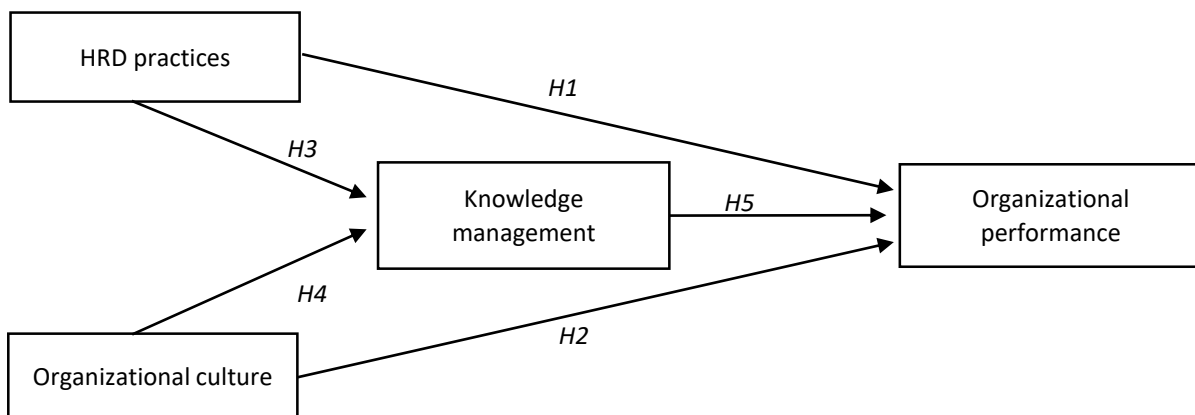 HRD practices
H1
H3
Knowledge
management
H5
Organizational
performance
H4
H2
Organizational culture